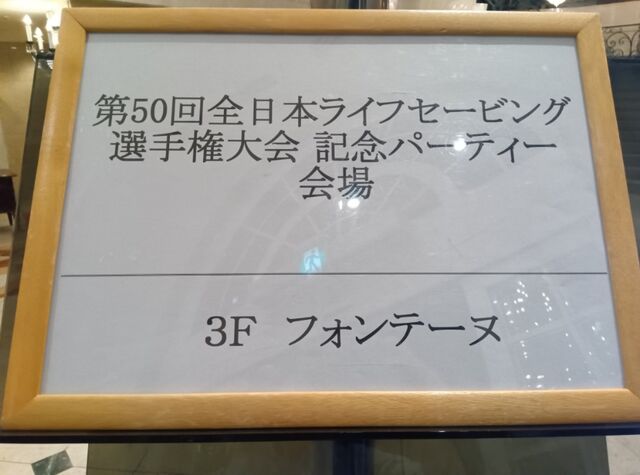 第50回全日本ライフセービング
選手権大会 記念パーティー
会場
3F フォンテーヌ